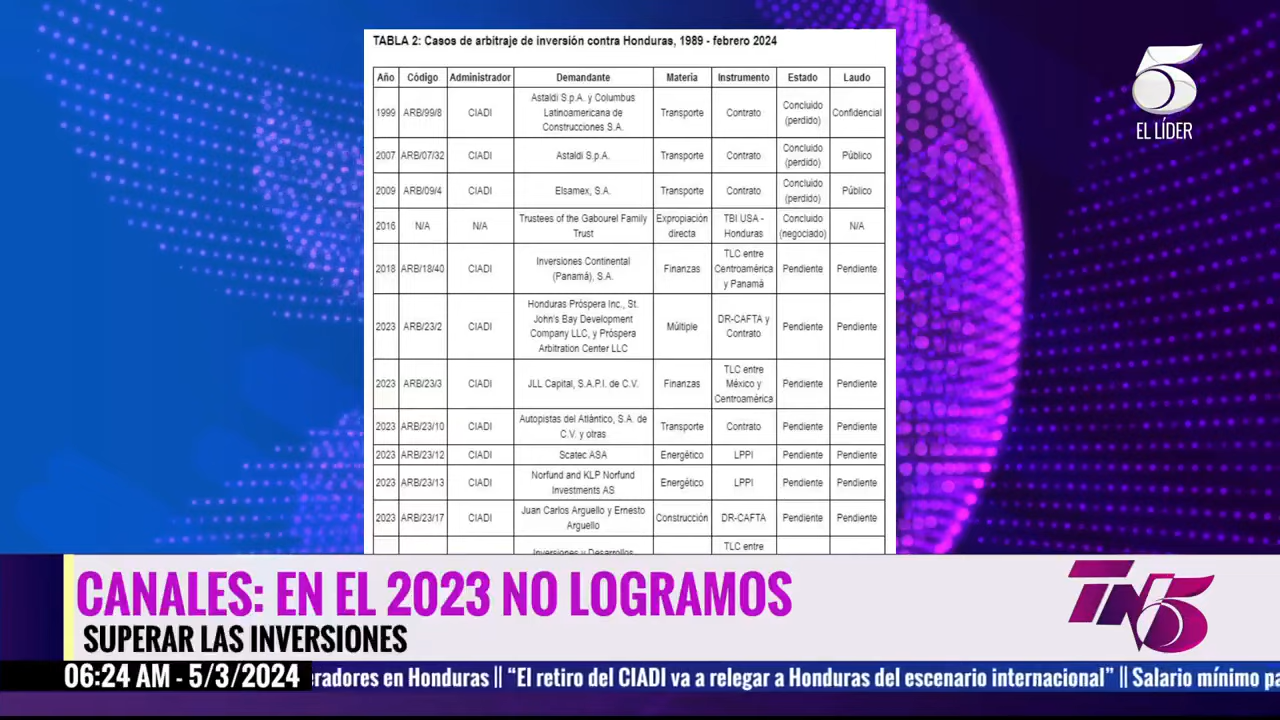 TABLA 2: Casos de arbitraje de inversión contra Honduras, 1989 - febrero 2024
Año Código Administrador Demandante Materia Instrumento Estado Laudo
1999 ARB/99/8 CIADI Astaldi S.p.A. y Columbus Latinoamericana de Construcciones S.A. Transporte Contrato Concluido (perdido) Confidencial
2007 ARB/07/32 CIADI Astaldi S.p.A. Transporte Contrato Concluido (perdido) Público
2009 ARB/09/4 CIADI Elsamex, S.A. Transporte Contrato Concluido (perdido) Público
2016 N/A N/A Trustees of the Gabourel Family Trust Expropiación directa TBI USA - Honduras Concluido (negociado) N/A
2018 ARB/18/40 CIADI Inversiones Continental (Panamá), S.A. Finanzas TLC entre Centroamérica y Panamá Pendiente Pendiente
2023 ARB/23/2 CIADI Honduras Próspera Inc., St. John's Bay Development Company LLC, y Próspera Arbitration Center LLC Múltiple DR-CAFTA y Contrato Pendiente Pendiente
2023 ARB/23/3 CIADI JLL Capital, S.A.P.I. de C.V. Finanzas TLC entre México y Centroamérica Pendiente Pendiente
2023 ARB/23/10 CIADI Autopistas del Atlántico, S.A. de C.V. y otras Transporte Contrato Pendiente Pendiente
2023 ARB/23/12 CIADI Scatec ASA Energético LPPI Pendiente Pendiente
2023 ARB/23/13 CIADI Norfund and KLP Norfund Investments AS Energético LPPI Pendiente Pendiente
2023 ARB/23/17 CIADI Juan Carlos Arguello y Ernesto Arguello Construcción DR-CAFTA Pendiente Pendiente
Inversiones y Desarrollos TLC entre
5
EL LÍDER
CANALES: EN EL 2023 NO LOGRAMOS
SUPERAR LAS INVERSIONES
TN5
06:24 AM - 5/3/2024 eradores en Honduras || “El retiro del CIADI va a relegar a Honduras del escenario internacional” || Salario mínimo pa